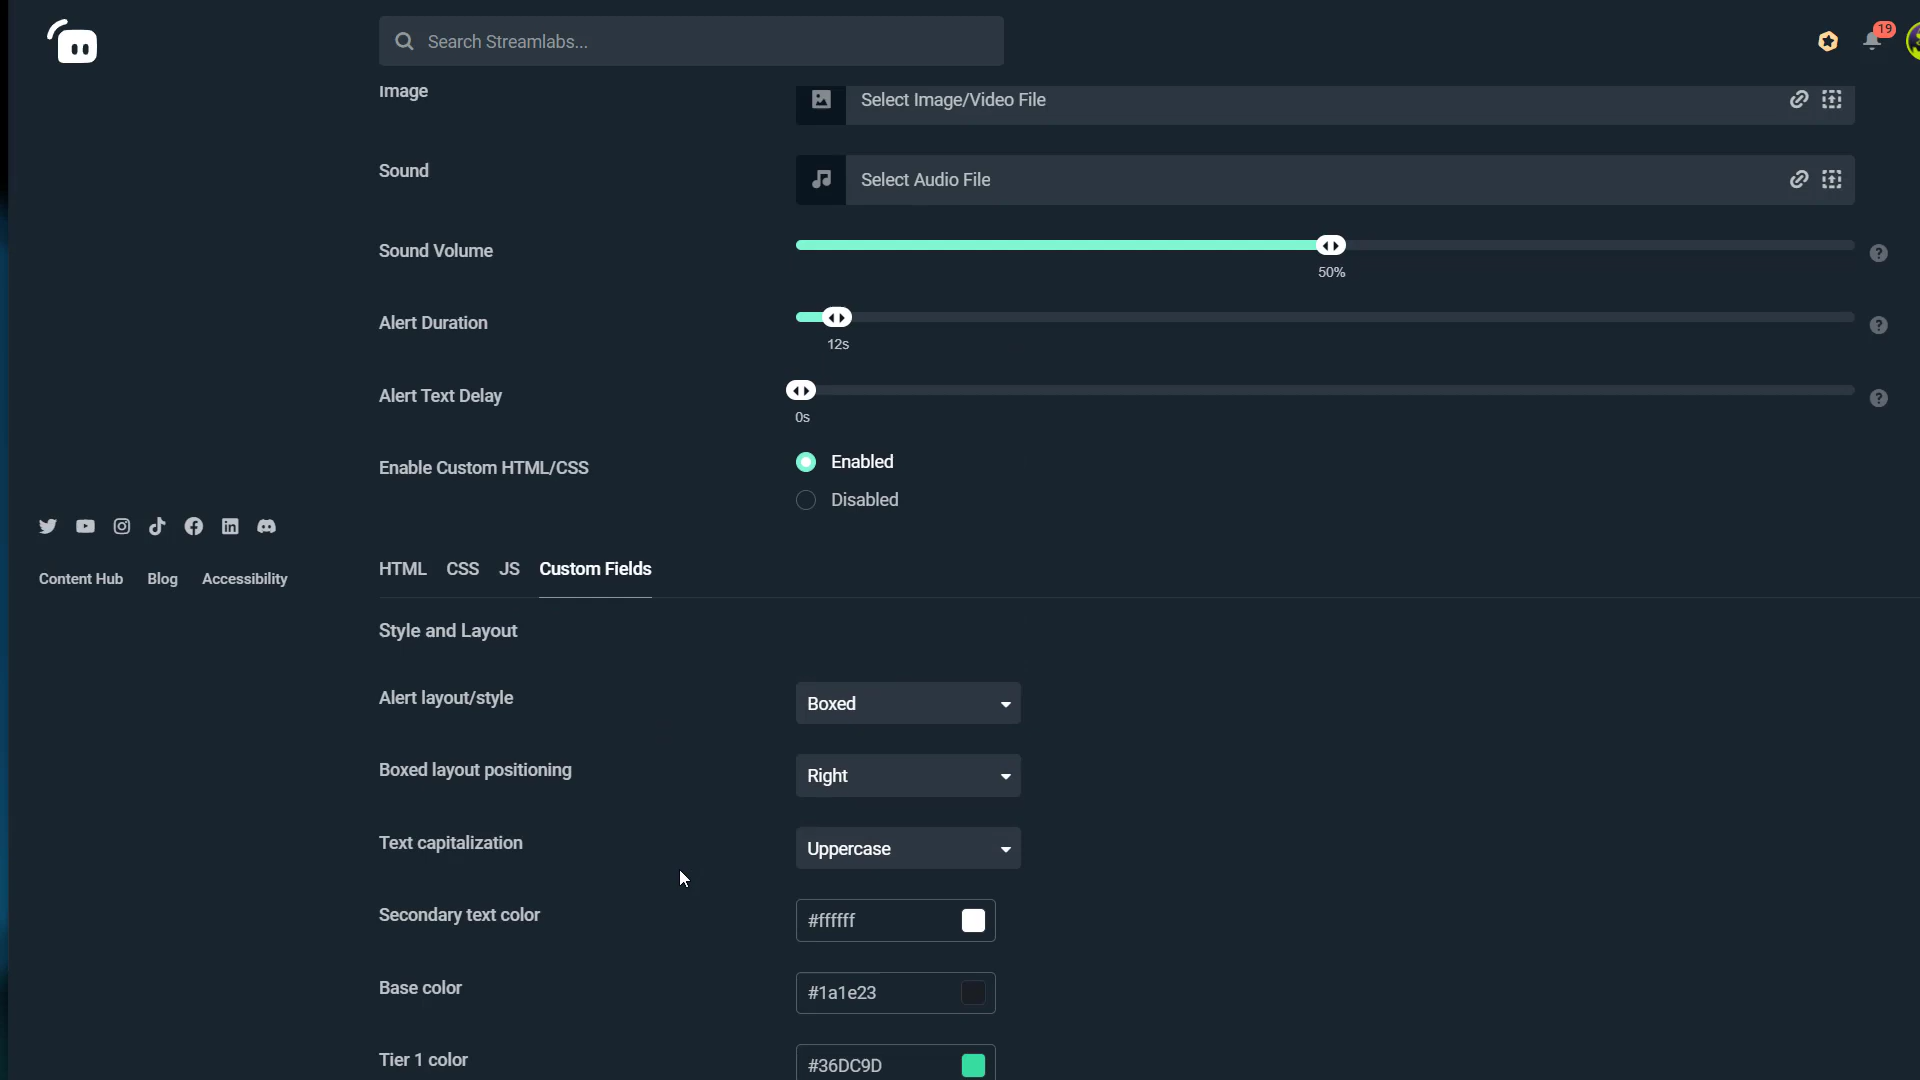 Search Streamlabs...
19
Image
Select Image/Video File
Sound
Select Audio File
Sound Volume
50%
?
Alert Duration
12s
?
Alert Text Delay
0s
?
Enable Custom HTML/CSS
Enabled
Disabled
Content Hub Blog Accessibility
HTML CSS JS Custom Fields
Style and Layout
Alert layout/style
Boxed
Boxed layout positioning
Right
Text capitalization
Uppercase
Secondary text color
#ffffff
Base color
#1a1e23
Tier 1 color
#36DC9D